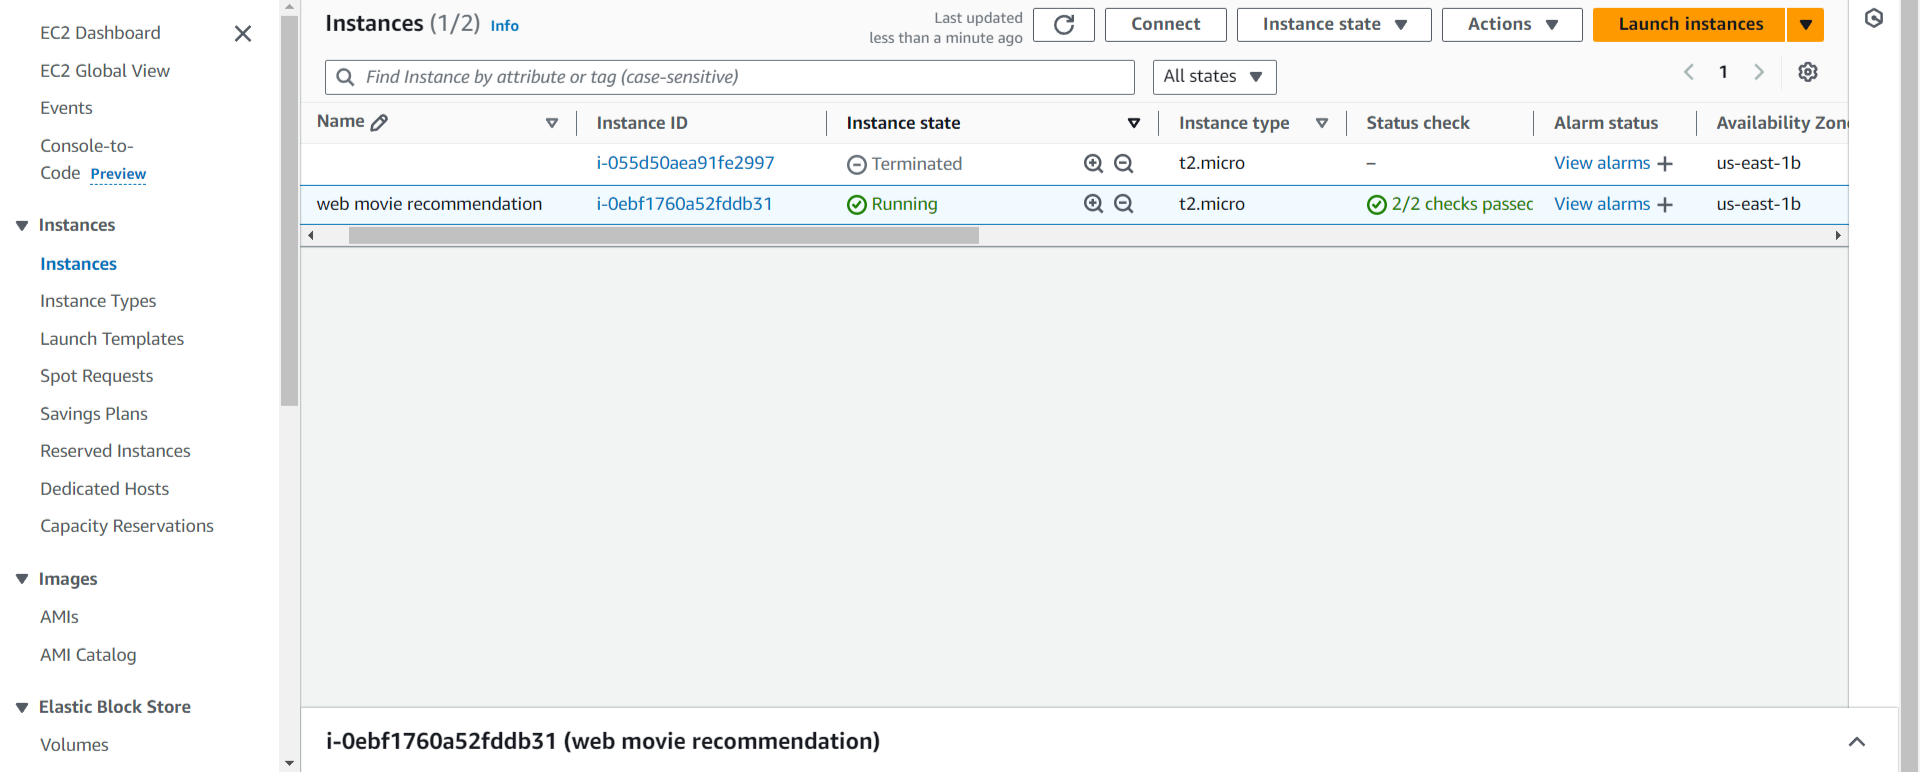 EC2 Dashboard
EC2 Global View
Events
Console-to-
Code Preview
Instances
Instances
Instance Types
Launch Templates
Spot Requests
Savings Plans
Reserved Instances
Dedicated Hosts
Capacity Reservations
Images
AMIs
AMI Catalog
Elastic Block Store
Volumes
Instances (1/2) Info
Last updated
less than a minute ago
Connect
Instance state
Actions
Launch instances
Find Instance by attribute or tag (case-sensitive)
All states
1
Name Instance ID Instance state Instance type Status check Alarm status Availability Zon
i-055d50aea91fe2997 Terminated t2.micro – View alarms + us-east-1b
web movie recommendation i-0ebf1760a52fddb31 Running t2.micro 2/2 checks passec View alarms + us-east-1b
i-0ebf1760a52fddb31 (web movie recommendation)